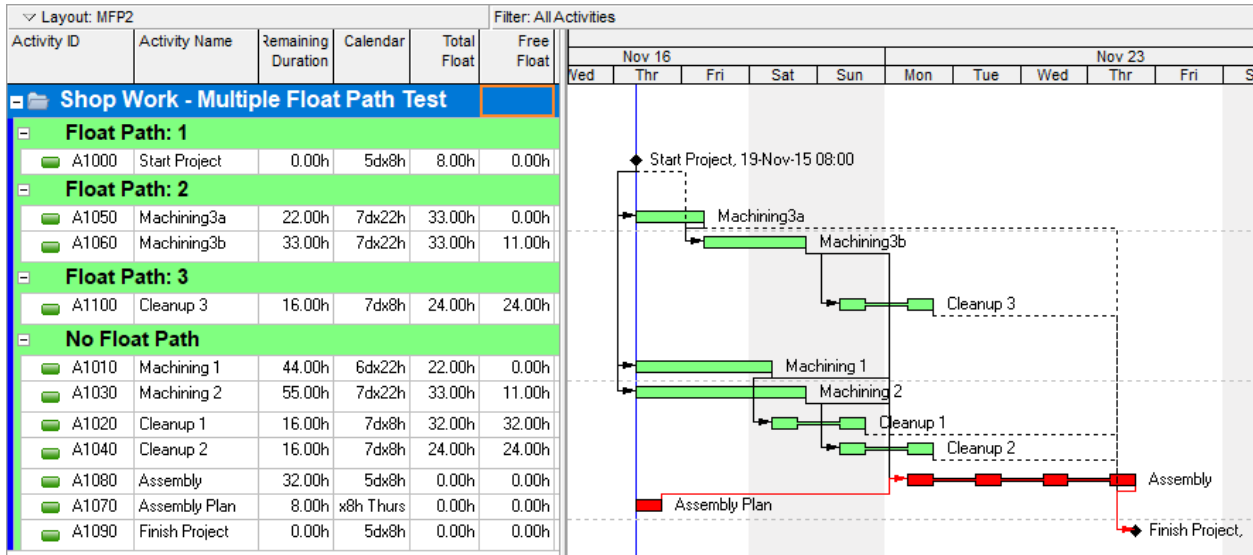 Layout: MFP2 Filter: All Activities
Activity ID Activity Name Remaining Duration Calendar Total Float Free Float
Nov 16 Nov 23
Wed Thr Fri Sat Sun Mon Tue Wed Thr Fri S
Shop Work - Multiple Float Path Test
Float Path: 1
A1000 Start Project 0.00h 5dx8h 8.00h 0.00h Start Project, 19-Nov-15 08:00
Float Path: 2
A1050 Machining3a 22.00h 7dx22h 33.00h 0.00h Machining3a
A1060 Machining3b 33.00h 7dx22h 33.00h 11.00h Machining3b
Float Path: 3
A1100 Cleanup 3 16.00h 7dx8h 24.00h 24.00h Cleanup 3
No Float Path
A1010 Machining 1 44.00h 6dx22h 22.00h 0.00h Machining 1
A1030 Machining 2 55.00h 7dx22h 33.00h 11.00h Machining 2
A1020 Cleanup 1 16.00h 7dx8h 32.00h 32.00h Cleanup 1
A1040 Cleanup 2 16.00h 7dx8h 24.00h 24.00h Cleanup 2
A1080 Assembly 32.00h 5dx8h 0.00h 0.00h Assembly
A1070 Assembly Plan 8.00h x8h Thurs 0.00h 0.00h Assembly Plan
A1090 Finish Project 0.00h 5dx8h 0.00h 0.00h Finish Project,